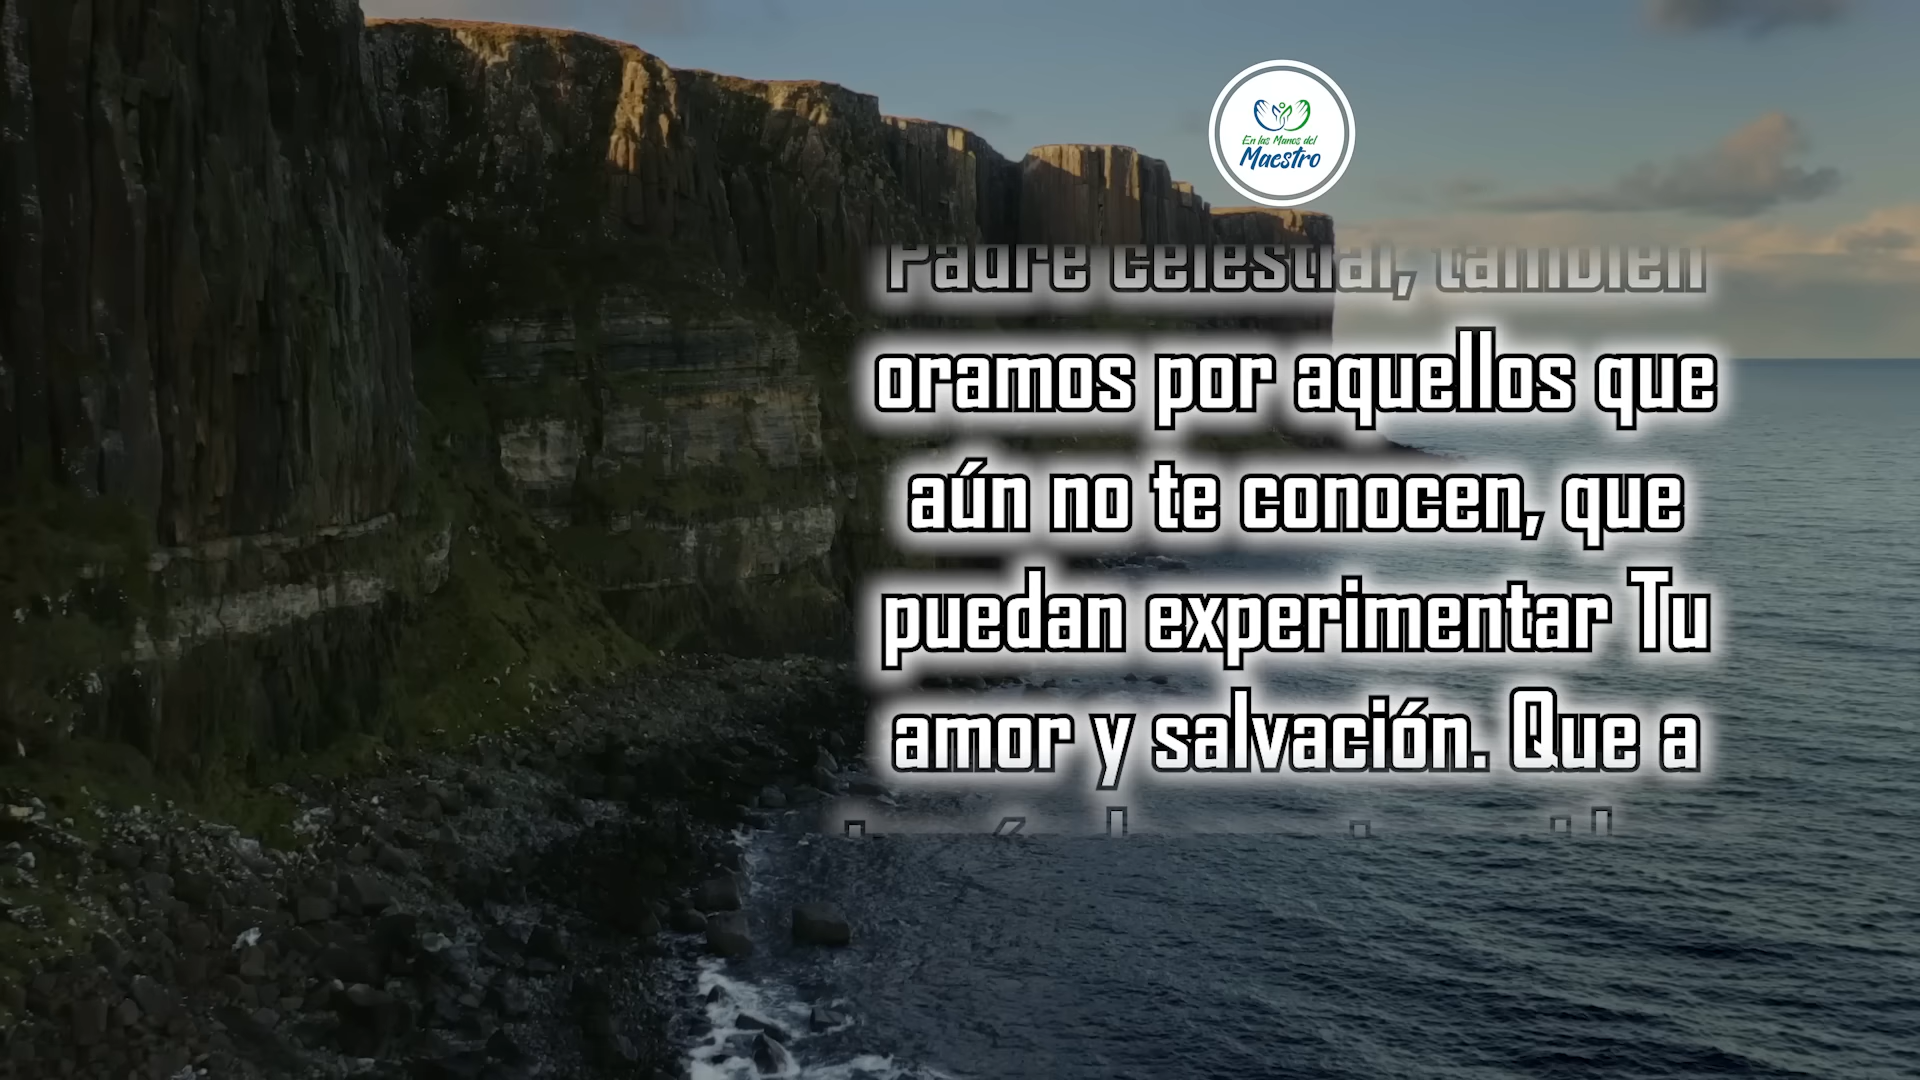 En las Manos del
Maestro
Padre celestial, también
oramos por aquellos que
aún no te conocen, que
puedan experimentar Tu
amor y salvación. Que a